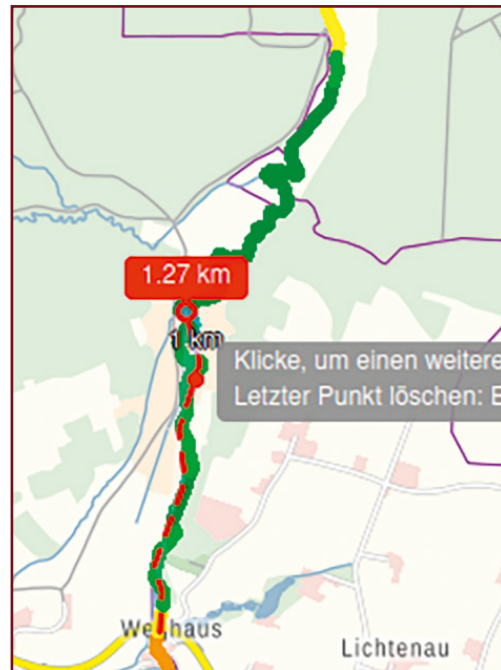 1.27 km
1 km
Klicke, um einen weitere
Letzter Punkt löschen: E
Lichtenau